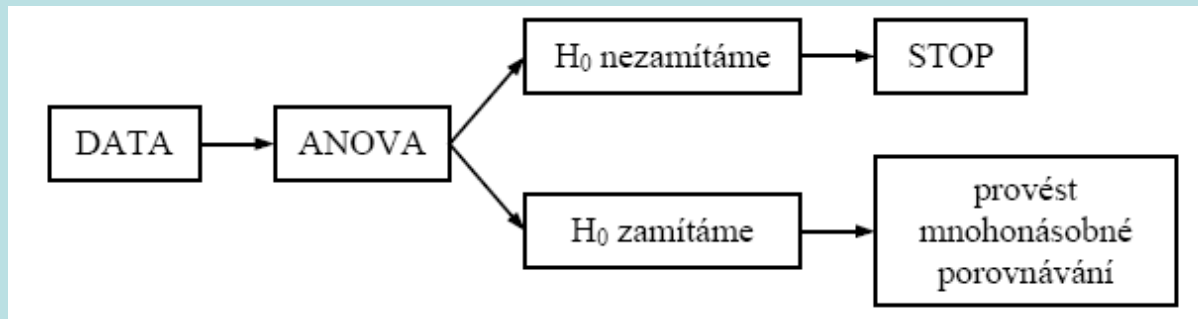 DATA
ANOVA
H₀ nezamítáme
STOP
H₀ zamítáme
provést
mnohonásobné
porovnávání